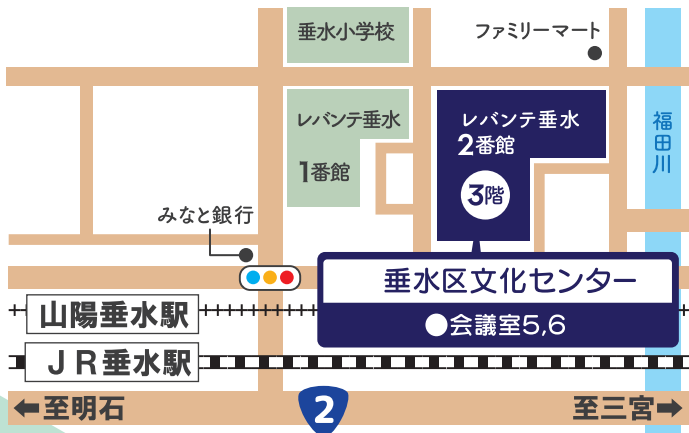 垂水小学校
ファミリーマート
レバンテ垂水
1番館
レバンテ垂水
2番館
3階
福田川
みなと銀行
垂水区文化センター
●会議室5,6
山陽垂水駅
JR垂水駅
←至明石
2
至三宮→